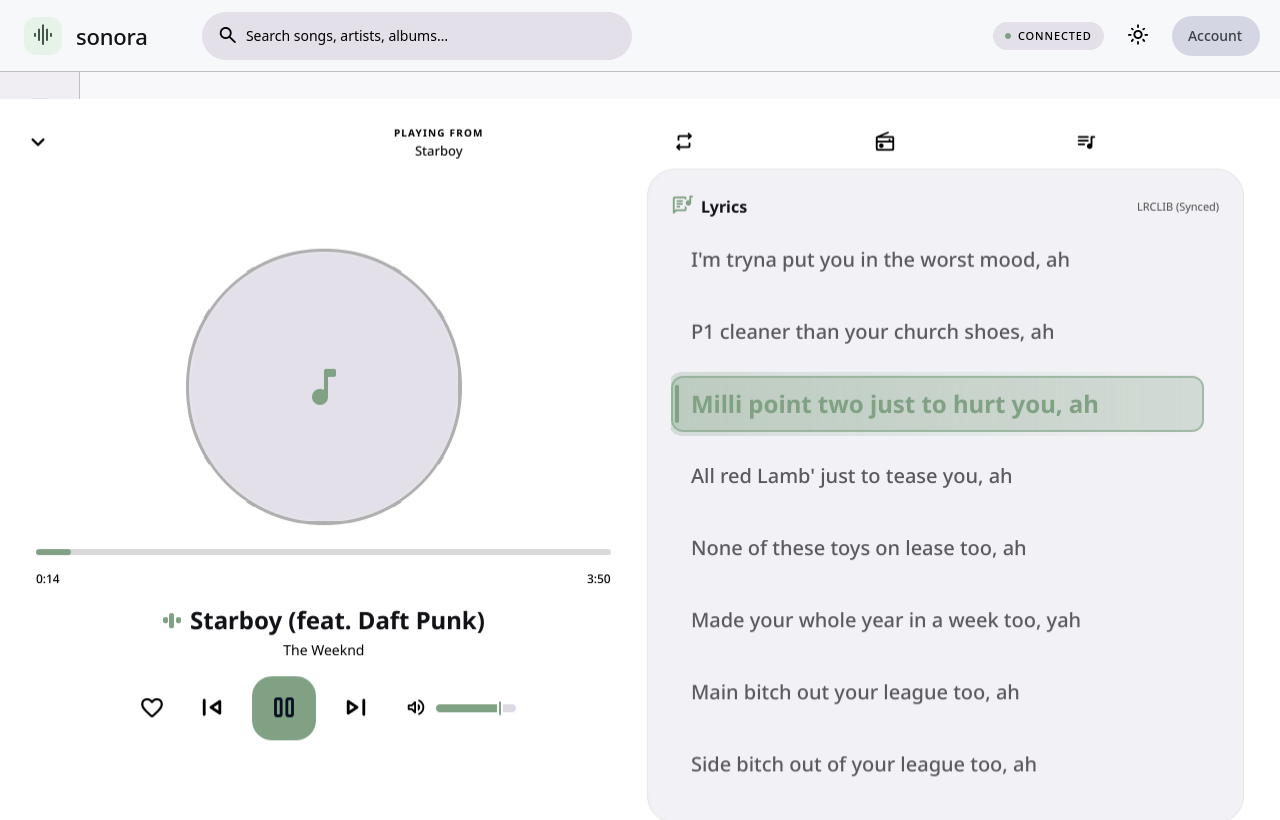 sonora
Search songs, artists, albums...
CONNECTED
Account
PLAYING FROM
Starboy
Lyrics
LRCLIB (Synced)
I'm tryna put you in the worst mood, ah
P1 cleaner than your church shoes, ah
Milli point two just to hurt you, ah
All red Lamb' just to tease you, ah
None of these toys on lease too, ah
Made your whole year in a week too, yah
Main bitch out your league too, ah
Side bitch out of your league too, ah
0:14
3:50
Starboy (feat. Daft Punk)
The Weeknd